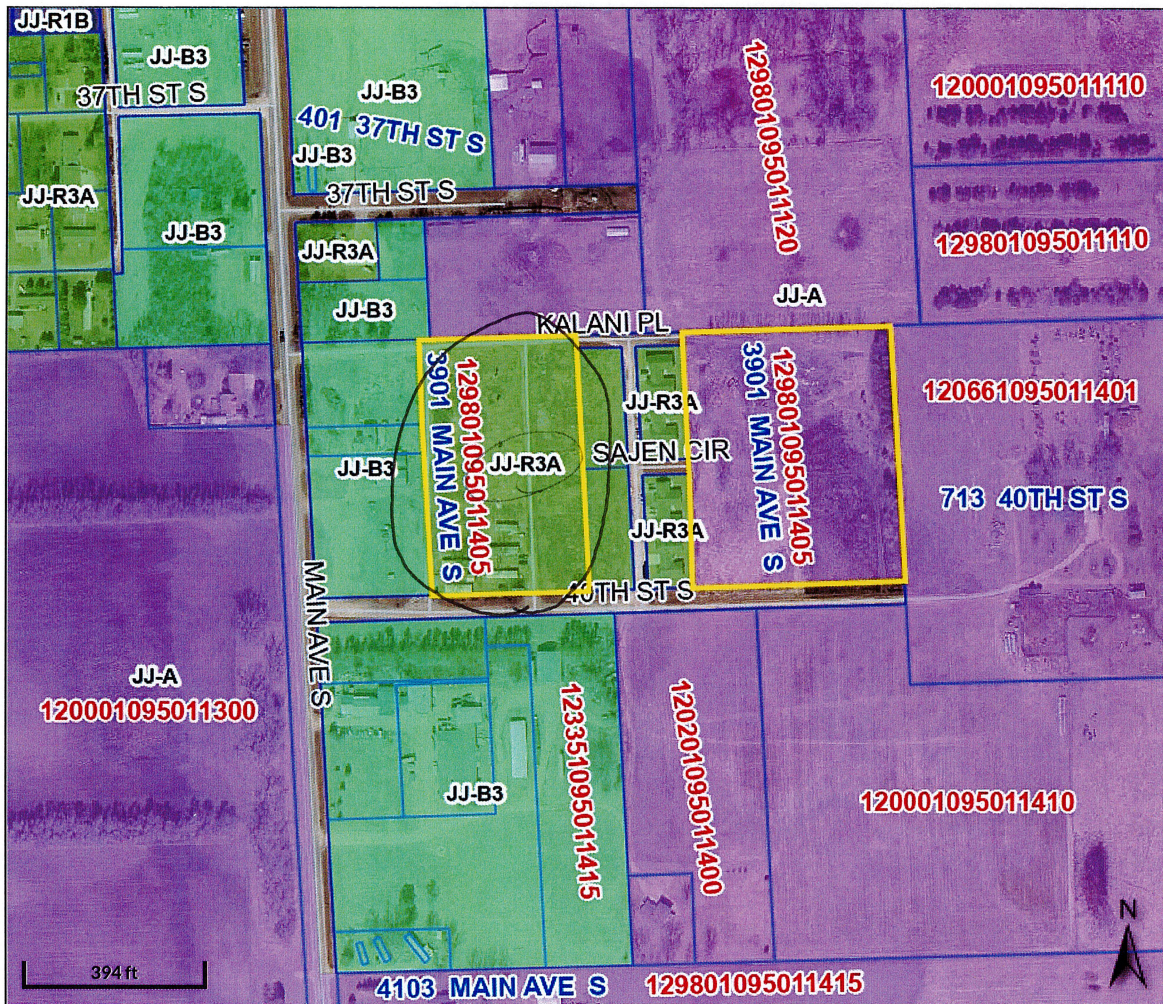 JJ-R1B
JJ-B3
37TH ST S
JJ-B3
401 37TH ST S
JJ-B3
37TH ST S
JJ-R3A
JJ-B3
JJ-R3A
JJ-B3
129801095011120
120001095011110
129801095011110
JJ-A
KALANI PL
3901 MAIN AVE S
129801095011405
JJ-R3A
JJ-R3A
SAJEN CIR
JJ-R3A
3901 MAIN AVE S
129801095011405
120661095011401
713 40TH ST S
JJ-B3
40TH ST S
MAIN AVE S
JJ-A
120001095011300
JJ-B3
123351095011415
120201095011400
120001095011410
N
394 ft
4103 MAIN AVE S
129801095011415